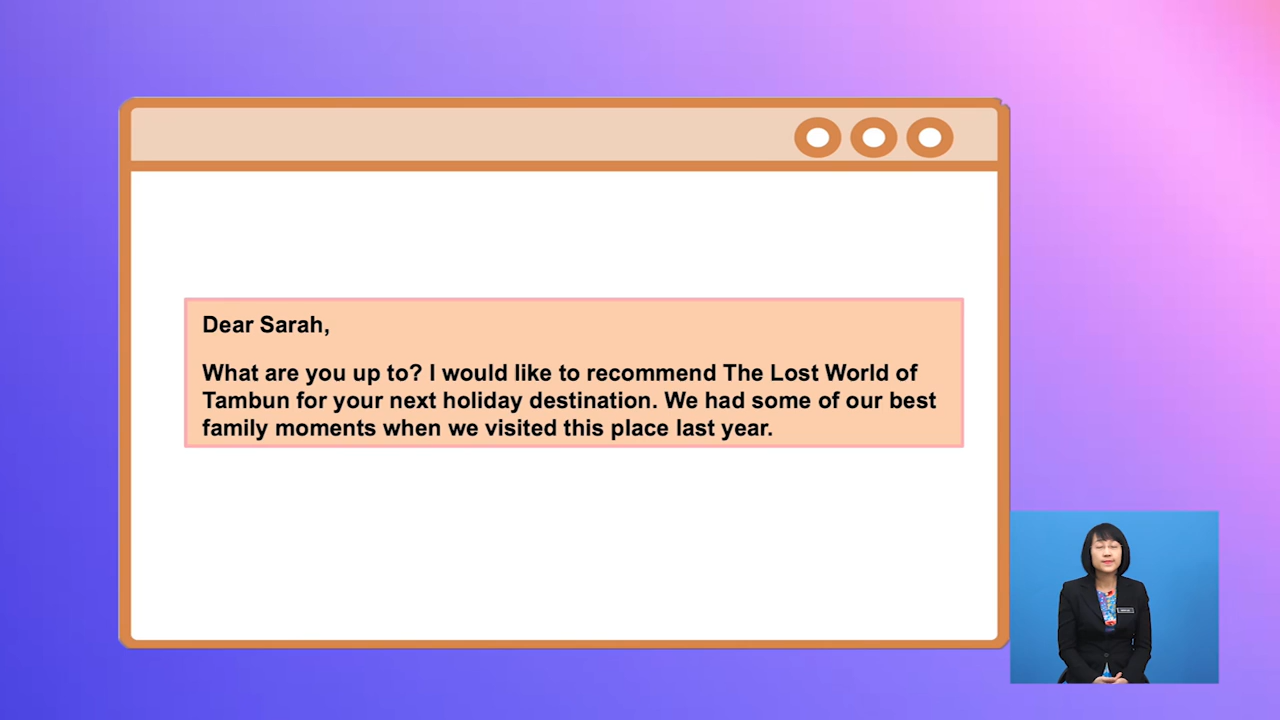 Dear Sarah,
What are you up to? I would like to recommend The Lost World of
Tambun for your next holiday destination. We had some of our best
family moments when we visited this place last year.